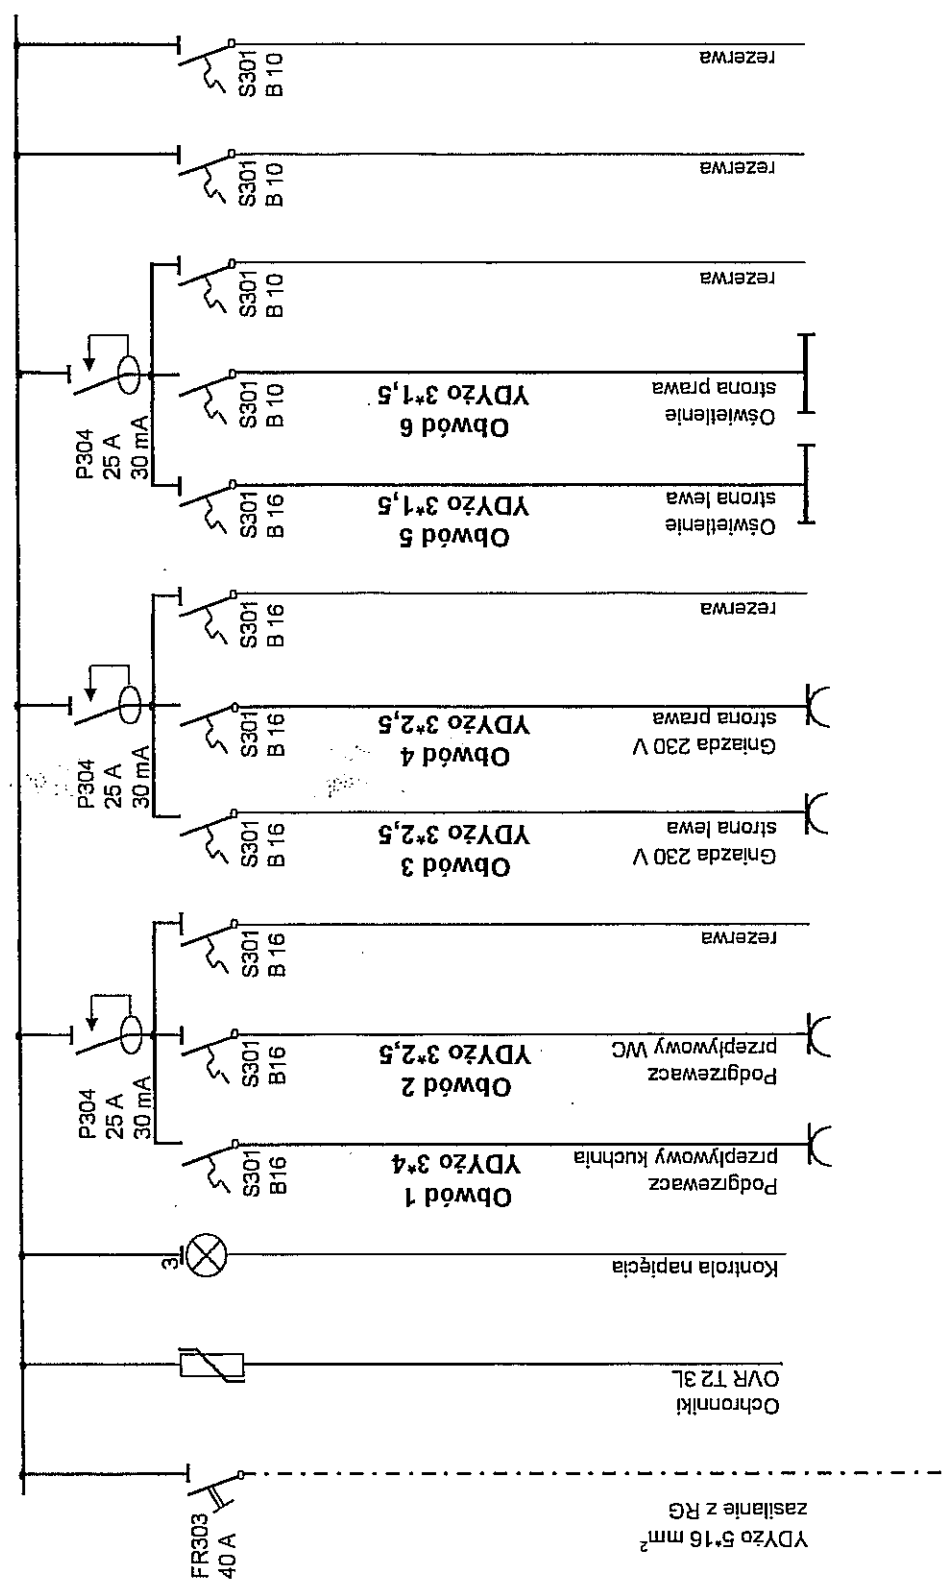 S301
B 10
rezerwa
S301
B 10
rezerwa
S301
B 10
rezerwa
P304
25 A
30 mA
S301
B 10
Obwód 6
YDYżo 3*1,5
Oświetlenie
strona prawa
S301
B 16
Obwód 5
YDYżo 3*1,5
Oświetlenie
strona lewa
S301
B 16
rezerwa
P304
25 A
30 mA
S301
B 16
Obwód 4
YDYżo 3*2,5
Gniazda 230 V
strona prawa
S301
B 16
Obwód 3
YDYżo 3*2,5
Gniazda 230 V
strona lewa
S301
B 16
rezerwa
P304
25 A
30 mA
S301
B16
Obwód 2
YDYżo 3*2,5
Podgrzewacz
przepływowy WC
S301
B16
Obwód 1
YDYżo 3*4
Podgrzewacz
przepływowy kuchnia
3
Kontrola napięcia
Ochronniki
OVR T2 3L
FR303
40 A
YDYżo 5*16 mm²
zasilanie z RG